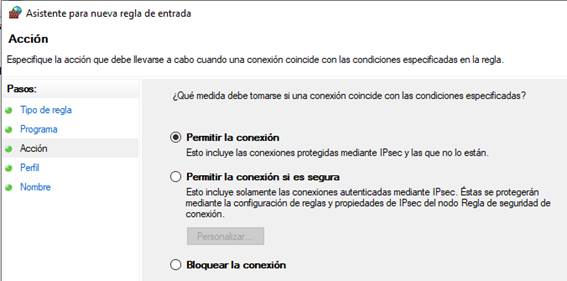 Asistente para nueva regla de entrada
Acción
Especifique la acción que debe llevarse a cabo cuando una conexión coincide con las condiciones especificadas en la regla.
Pasos:
Tipo de regla
Programa
Acción
Perfil
Nombre
¿Qué medida debe tomarse si una conexión coincide con las condiciones especificadas?
Permitir la conexión
Esto incluye las conexiones protegidas mediante IPsec y las que no lo están.
Permitir la conexión si es segura
Esto incluye solamente las conexiones autenticadas mediante IPsec. Éstas se protegerán
mediante la configuración de reglas y propiedades de IPsec del nodo Regla de seguridad de
conexión.
Personalizar...
Bloquear la conexión